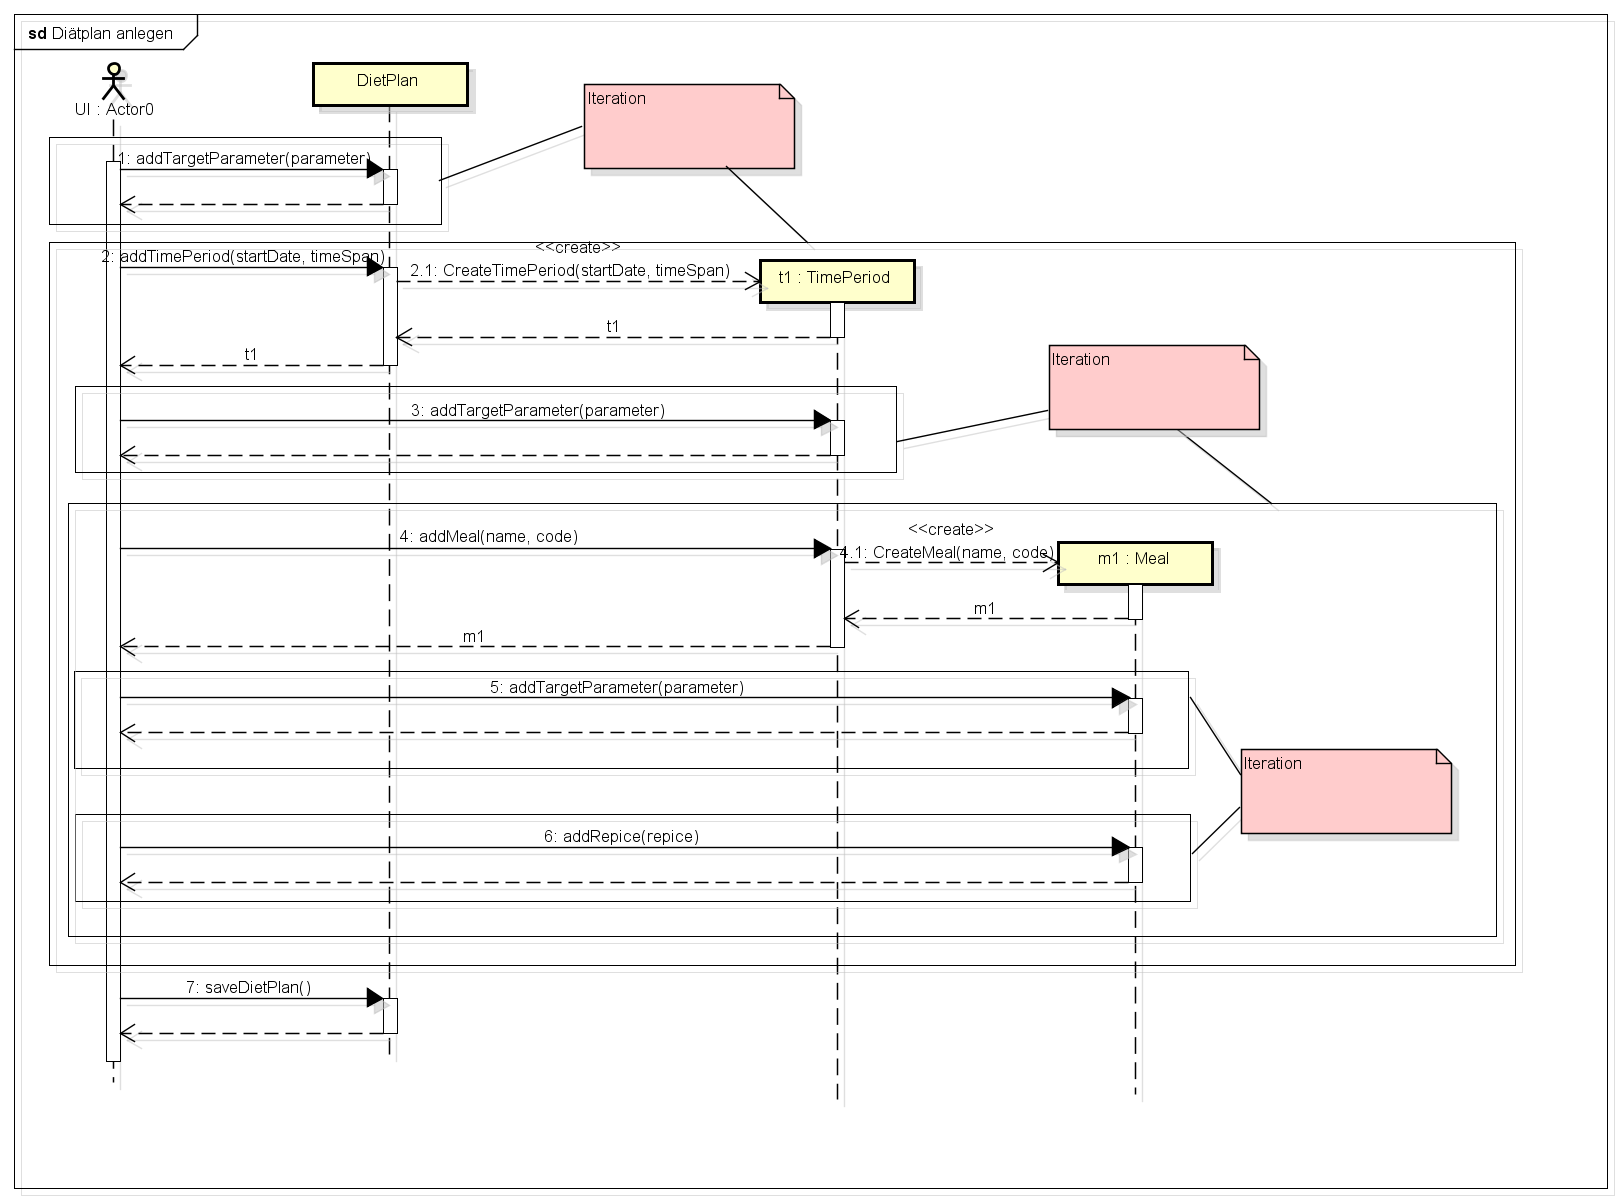 sd Diätplan anlegen
UI : Actor0
DietPlan
Iteration
1: addTargetParameter(parameter)
<<create>>
2: addTimePeriod(startDate, timeSpan)
2.1: CreateTimePeriod(startDate, timeSpan)
t1 : TimePeriod
t1
t1
Iteration
3: addTargetParameter(parameter)
<<create>>
4: addMeal(name, code)
4.1: CreateMeal(name, code)
m1 : Meal
m1
m1
5: addTargetParameter(parameter)
Iteration
6: addRepice(repice)
7: saveDietPlan()